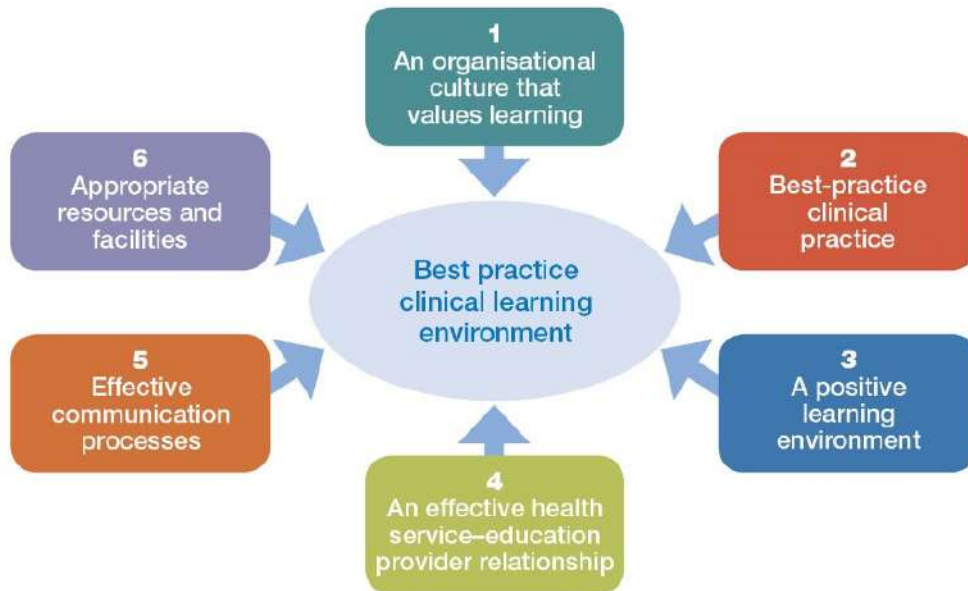 1
An organisational
culture that
values learning
2
Best-practice
clinical
practice
3
A positive
learning
environment
4
An effective health
service–education
provider relationship
5
Effective
communication
processes
6
Appropriate
resources and
facilities
Best practice
clinical learning
environment